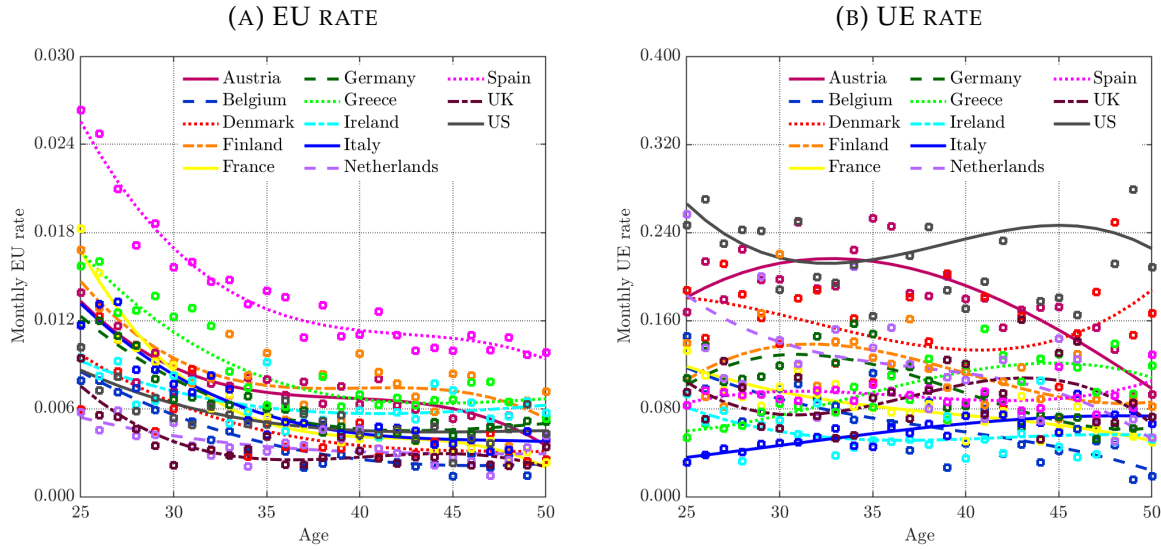 (A) EU RATE
(B) UE RATE
0.030
0.024
0.018
0.012
0.006
0.000
Monthly EU rate
Austria
Belgium
Denmark
Finland
France
Germany
Greece
Ireland
Italy
Netherlands
Spain
UK
US
25 30 35 40 45 50
Age
0.400
0.320
0.240
0.160
0.080
0.000
Monthly UE rate
Austria
Belgium
Denmark
Finland
France
Germany
Greece
Ireland
Italy
Netherlands
Spain
UK
US
25 30 35 40 45 50
Age